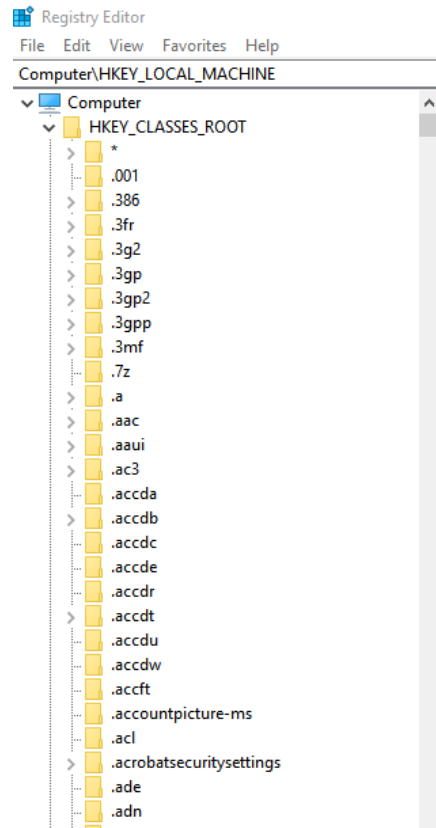 Registry Editor
File Edit View Favorites Help
Computer\HKEY_LOCAL_MACHINE
Computer
HKEY_CLASSES_ROOT
*
.001
.386
.3fr
.3g2
.3gp
.3gp2
.3gpp
.3mf
.7z
.a
.aac
.aaui
.ac3
.accda
.accdb
.accdc
.accde
.accdr
.accdt
.accdu
.accdw
.accft
.accountpicture-ms
.acl
.acrobatsecuritysettings
.ade
.adn